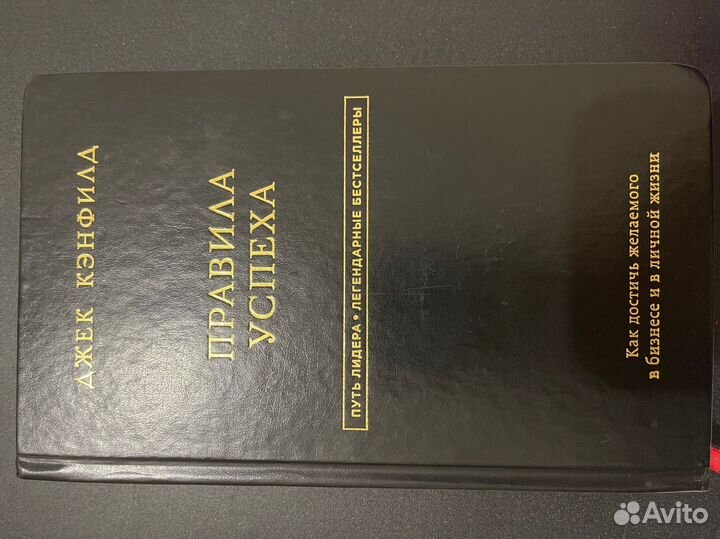 ДЖЕК КЭНФИЛД
ПРАВИЛА
УСПЕХА
ПУТЬ ЛИДЕРА • ЛЕГЕНДАРНЫЕ БЕСТСЕЛЛЕРЫ
Как достичь желаемого
в бизнесе и в личной жизни
Avito